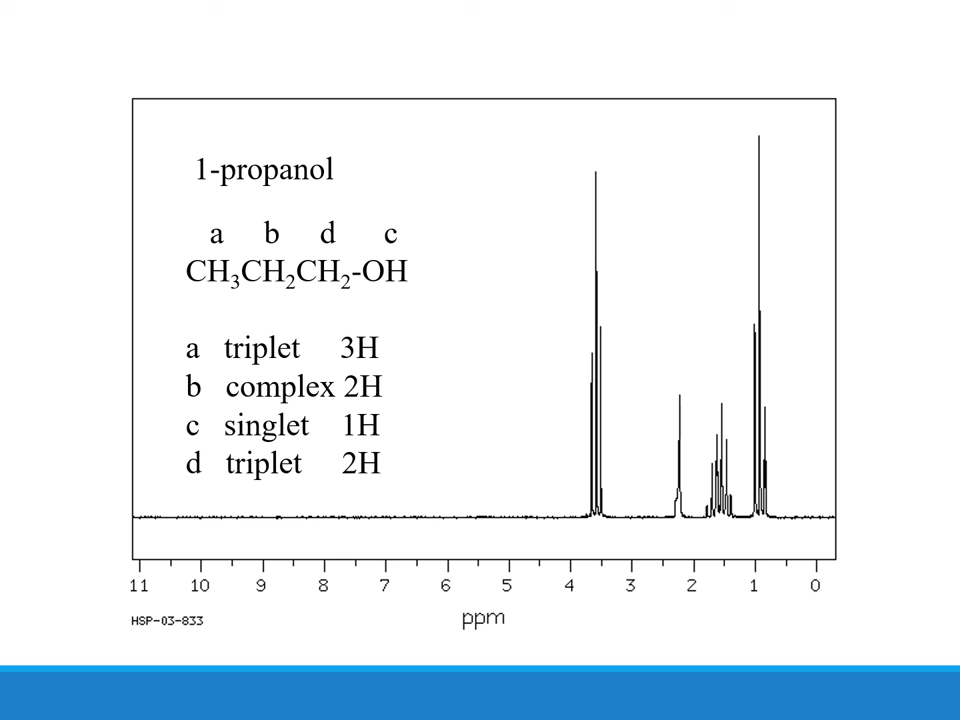 1-propanol
a b d c
CH₃CH₂CH₂-OH
a triplet 3H
b complex 2H
c singlet 1H
d triplet 2H
11 10 9 8 7 6 5 4 3 2 1 0
HSP-03-833
ppm